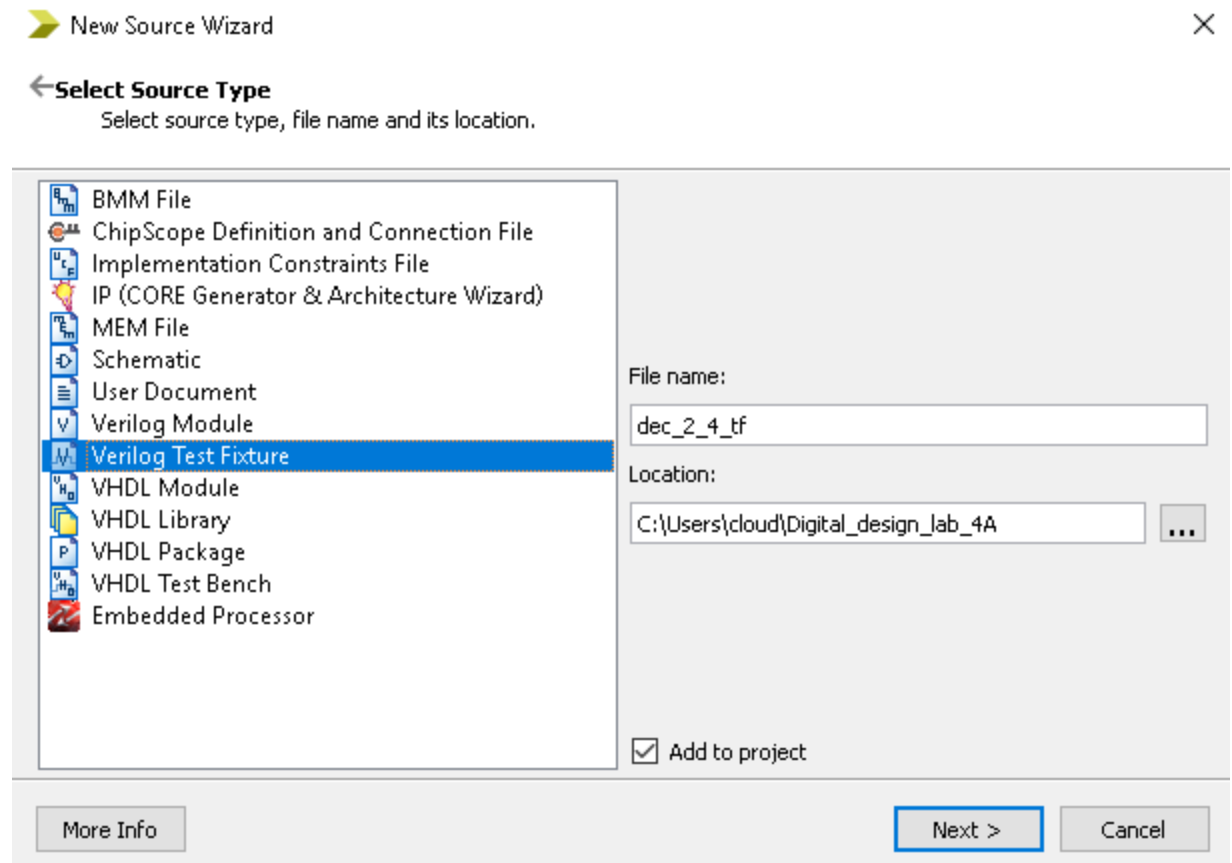 New Source Wizard
Select Source Type
Select source type, file name and its location.
BMM File
ChipScope Definition and Connection File
Implementation Constraints File
IP (CORE Generator & Architecture Wizard)
MEM File
Schematic
User Document
Verilog Module
Verilog Test Fixture
VHDL Module
VHDL Library
VHDL Package
VHDL Test Bench
Embedded Processor
File name:
dec_2_4_tf
Location:
C:\Users\cloud\Digital_design_lab_4A
...
Add to project
More Info
Next >
Cancel